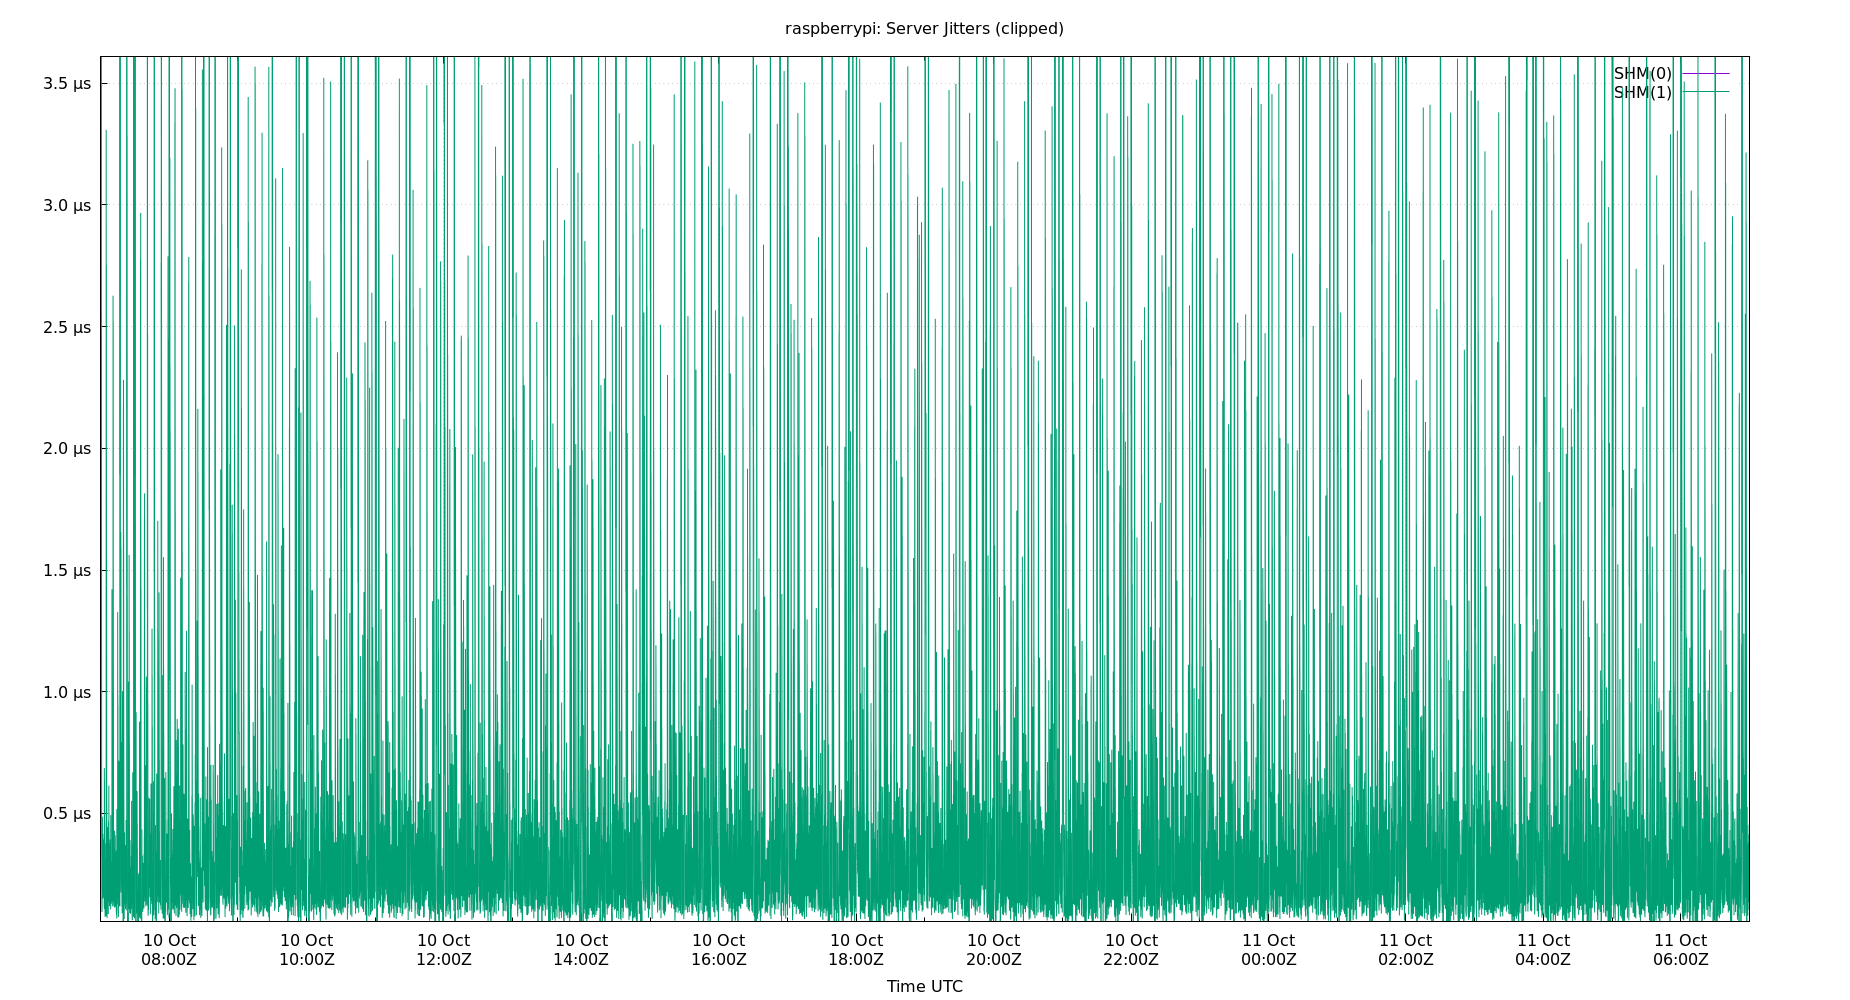 raspberrypi: Server Jitters (clipped)
SHM(0)
SHM(1)
3.5 µs
3.0 µs
2.5 µs
2.0 µs
1.5 µs
1.0 µs
0.5 µs
10 Oct 10 Oct 10 Oct 10 Oct 10 Oct 10 Oct 10 Oct 10 Oct 11 Oct 11 Oct 11 Oct 11 Oct
08:00Z 10:00Z 12:00Z 14:00Z 16:00Z 18:00Z 20:00Z 22:00Z 00:00Z 02:00Z 04:00Z 06:00Z
Time UTC